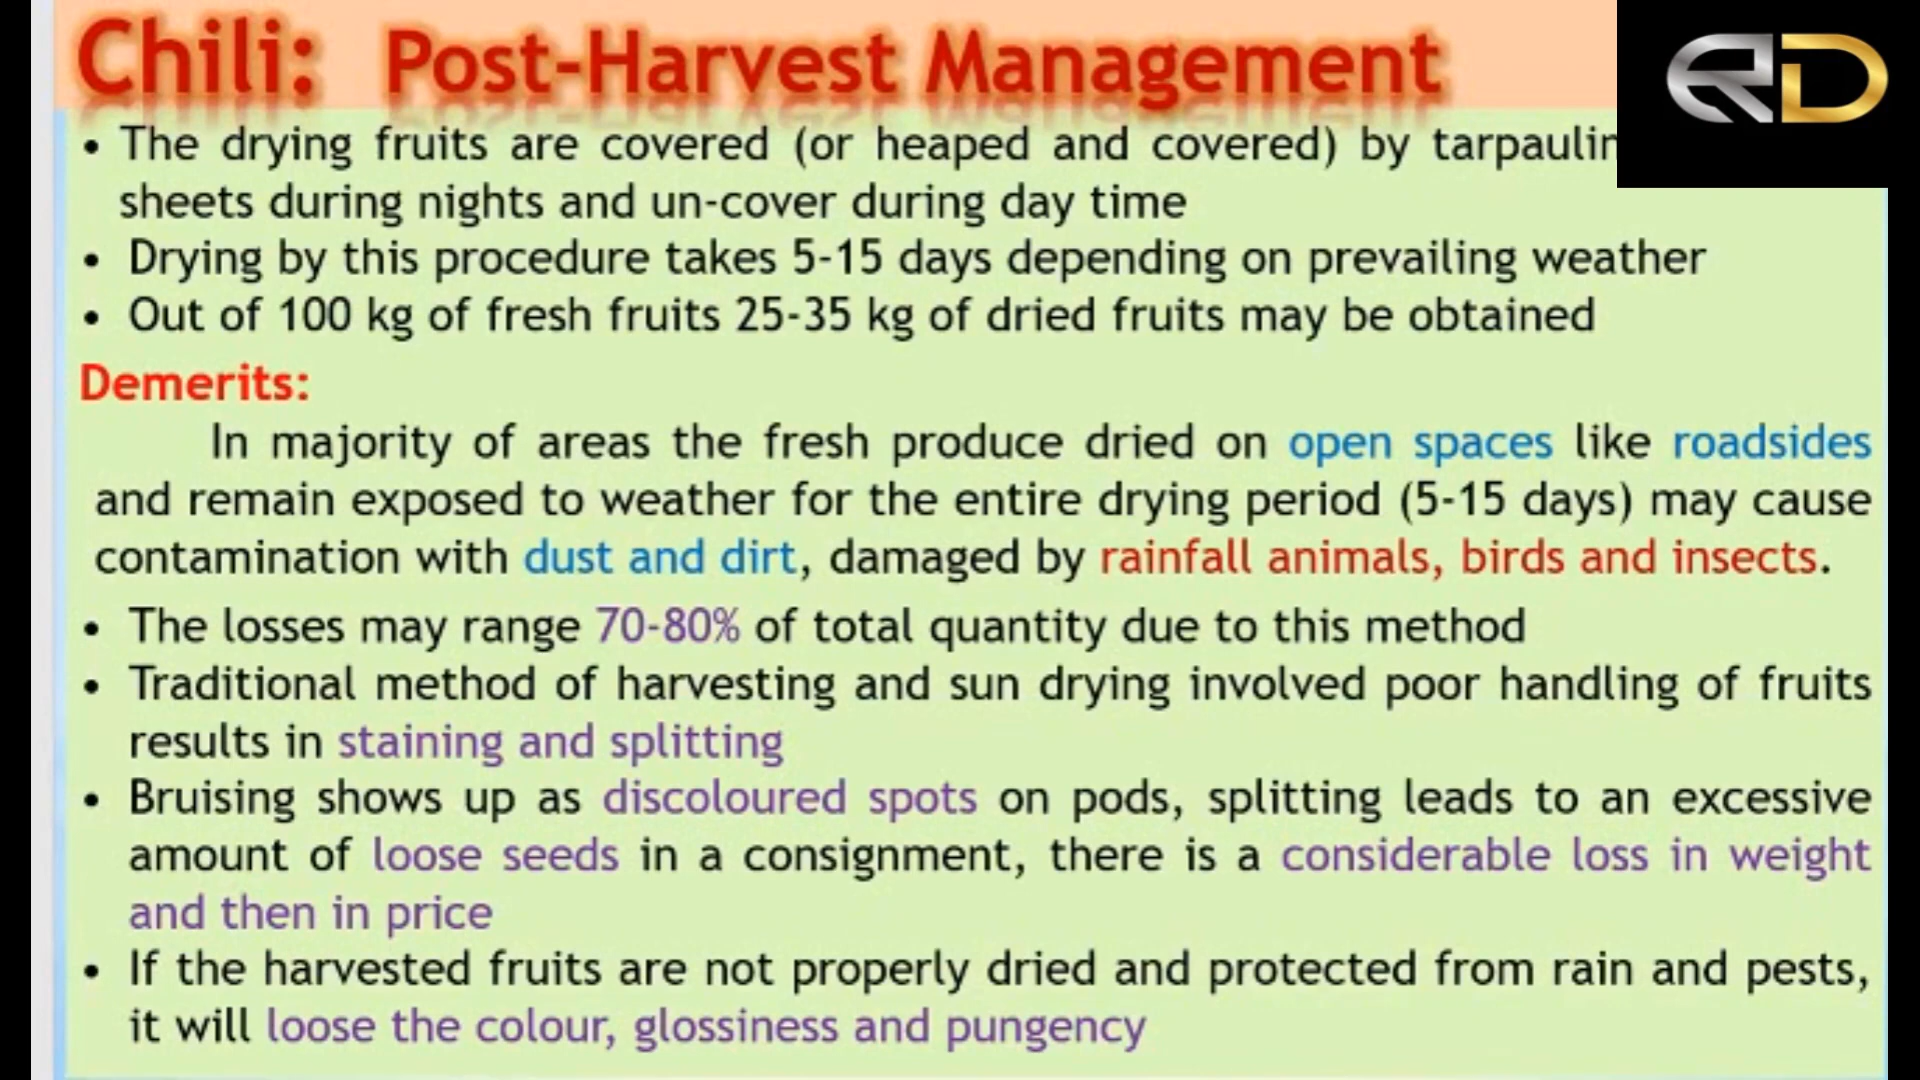 Chili: Post-Harvest Management
• The drying fruits are covered (or heaped and covered) by
sheets during nights and un-cover during day time
• Drying by this procedure takes 5-15 days depending on prevailing weather
• Out of 100 kg of fresh fruits 25-35 kg of dried fruits may be obtained
Demerits:
In majority of areas the fresh produce dried on open spaces like roadsides
and remain exposed to weather for the entire drying period (5-15 days) may cause
contamination with dust and dirt, damaged by rainfall animals, birds and insects.
• The losses may range 70-80% of total quantity due to this method
• Traditional method of harvesting and sun drying involved poor handling of fruits
results in staining and splitting
• Bruising shows up as discoloured spots on pods, splitting leads to an excessive
amount of loose seeds in a consignment, there is a considerable loss in weight
and then in price
• If the harvested fruits are not properly dried and protected from rain and pests,
it will loose the colour, glossiness and pungency